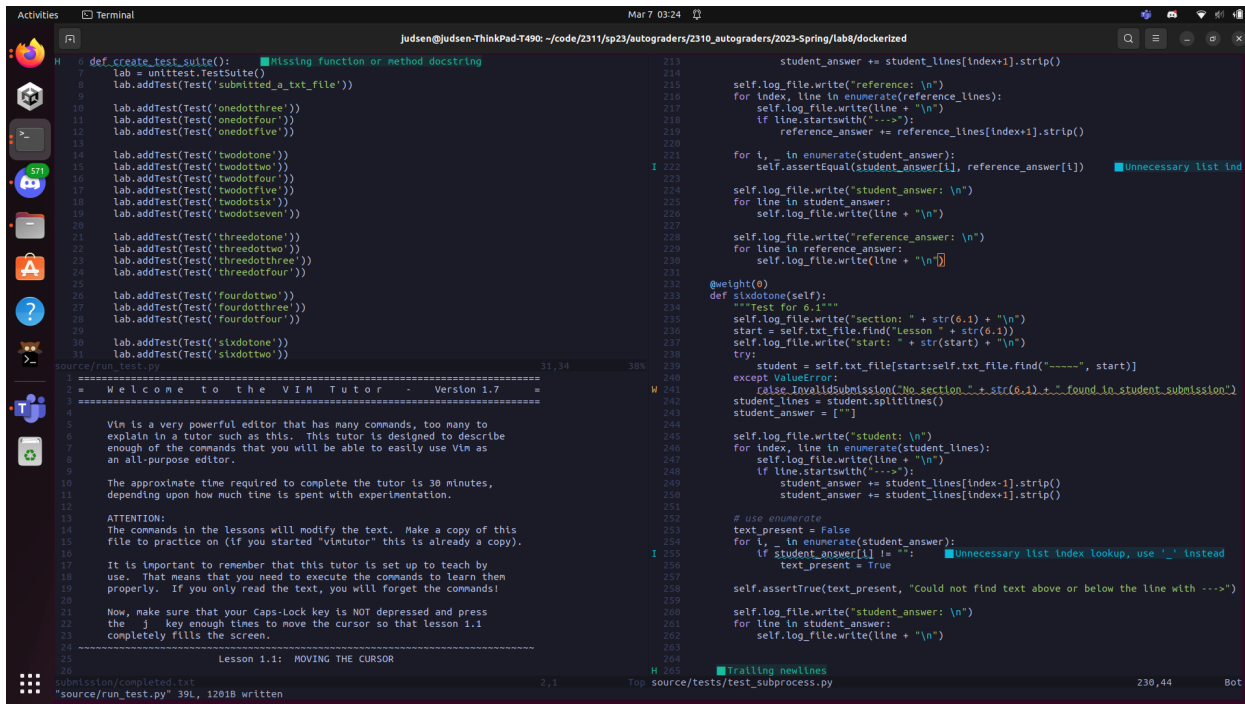 Activities
Terminal
Mar 7 03:24
judsen@judsen-ThinkPad-T490: ~/code/2311/sp23/autograders/2310_autograders/2023-Spring/lab8/dockerized
571
H 6 def create_test_suite(): Missing function or method docstring
7 lab = unittest.TestSuite()
8 lab.addTest(Test('submitted_a_txt_file'))
9
10 lab.addTest(Test('onedotthree'))
11 lab.addTest(Test('onedotfour'))
12 lab.addTest(Test('onedotfive'))
13
14 lab.addTest(Test('twodotone'))
15 lab.addTest(Test('twodottwo'))
16 lab.addTest(Test('twodotfour'))
17 lab.addTest(Test('twodotfive'))
18 lab.addTest(Test('twodotsix'))
19 lab.addTest(Test('twodotseven'))
20
21 lab.addTest(Test('threedotone'))
22 lab.addTest(Test('threedottwo'))
23 lab.addTest(Test('threedotthree'))
24 lab.addTest(Test('threedotfour'))
25
26 lab.addTest(Test('fourdottwo'))
27 lab.addTest(Test('fourdotthree'))
28 lab.addTest(Test('fourdotfour'))
29
30 lab.addTest(Test('sixdotone'))
31 lab.addTest(Test('sixdottwo'))
source/run_test.py 31,34 38%
1 ===============================================================================
2 = W e l c o m e t o t h e V I M T u t o r - Version 1.7 =
3 ===============================================================================
4
5 Vim is a very powerful editor that has many commands, too many to
6 explain in a tutor such as this. This tutor is designed to describe
7 enough of the commands that you will be able to easily use Vim as
8 an all-purpose editor.
9
10 The approximate time required to complete the tutor is 30 minutes,
11 depending upon how much time is spent with experimentation.
12
13 ATTENTION:
14 The commands in the lessons will modify the text. Make a copy of this
15 file to practice on (if you started "vimtutor" this is already a copy).
16
17 It is important to remember that this tutor is set up to teach by
18 use. That means that you need to execute the commands to learn them
19 properly. If you only read the text, you will forget the commands!
20
21 Now, make sure that your Caps-Lock key is NOT depressed and press
22 the j key enough times to move the cursor so that lesson 1.1
23 completely fills the screen.
24 ~~~~~~~~~~~~~~~~~~~~~~~~~~~~~~~~~~~~~~~~~~~~~~~~~~~~~~~~~~~~~~~~~~~~~~~~~~~~~~
25 Lesson 1.1: MOVING THE CURSOR
26
submission/completed.txt 2,1 Top
"source/run_test.py" 39L, 1201B written
213 student_answer += student_lines[index+1].strip()
214
215 self.log_file.write("reference: \n")
216 for index, line in enumerate(reference_lines):
217 self.log_file.write(line + "\n")
218 if line.startswith("--->"):
219 reference_answer += reference_lines[index+1].strip()
220
221 for i, _ in enumerate(student_answer):
I 222 self.assertEqual(student_answer[i], reference_answer[i]) Unnecessary list ind
223
224 self.log_file.write("student_answer: \n")
225 for line in student_answer:
226 self.log_file.write(line + "\n")
227
228 self.log_file.write("reference_answer: \n")
229 for line in reference_answer:
230 self.log_file.write(line + "\n")
231
232 @weight(0)
233 def sixdotone(self):
234 """Test for 6.1"""
235 self.log_file.write("section: " + str(6.1) + "\n")
236 start = self.txt_file.find("Lesson " + str(6.1))
237 self.log_file.write("start: " + str(start) + "\n")
238 try:
239 student = self.txt_file[start:self.txt_file.find("~~~~~", start)]
240 except ValueError:
W 241 raise InvalidSubmission("No section " + str(6.1) + " found in student submission")
242 student_lines = student.splitlines()
243 student_answer = [""]
244
245 self.log_file.write("student: \n")
246 for index, line in enumerate(student_lines):
247 self.log_file.write(line + "\n")
248 if line.startswith("--->"):
249 student_answer += student_lines[index-1].strip()
250 student_answer += student_lines[index+1].strip()
251
252 # use enumerate
253 text_present = False
254 for i, _ in enumerate(student_answer):
I 255 if student_answer[i] != "": Unnecessary list index lookup, use '_' instead
256 text_present = True
257
258 self.assertTrue(text_present, "Could not find text above or below the line with --->")
259
260 self.log_file.write("student_answer: \n")
261 for line in student_answer:
262 self.log_file.write(line + "\n")
263
264
H 265 Trailing newlines
source/tests/test_subprocess.py 230,44 Bot